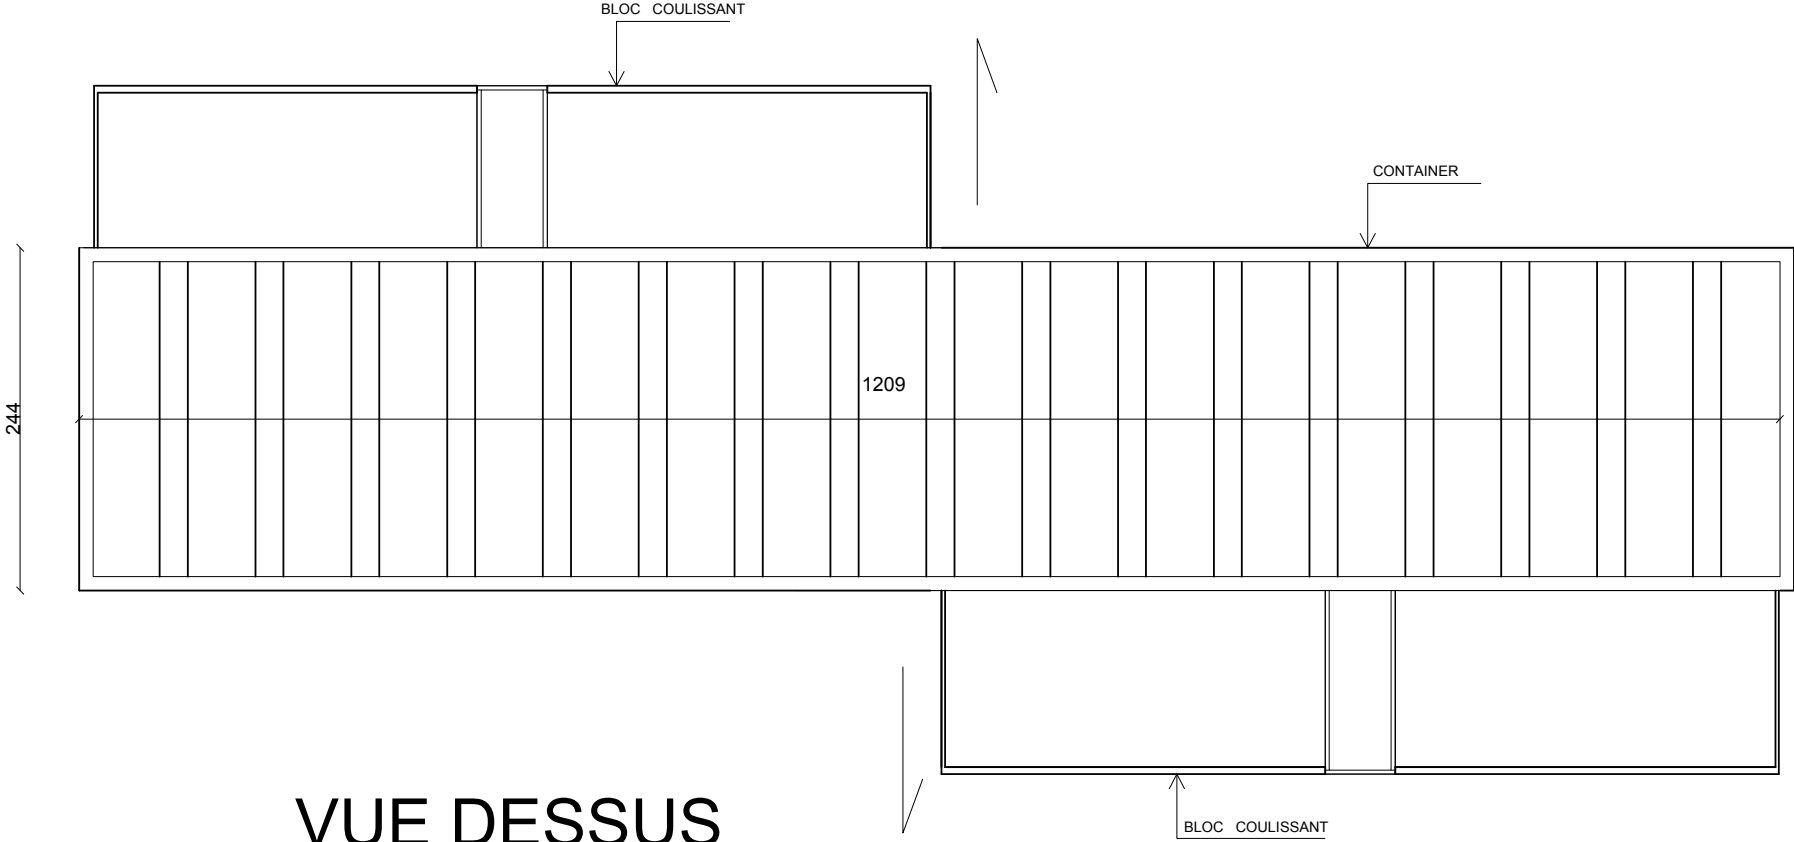 BLOC COULISSANT
CONTAINER
1209
244
BLOC COULISSANT
VUE DESSUS